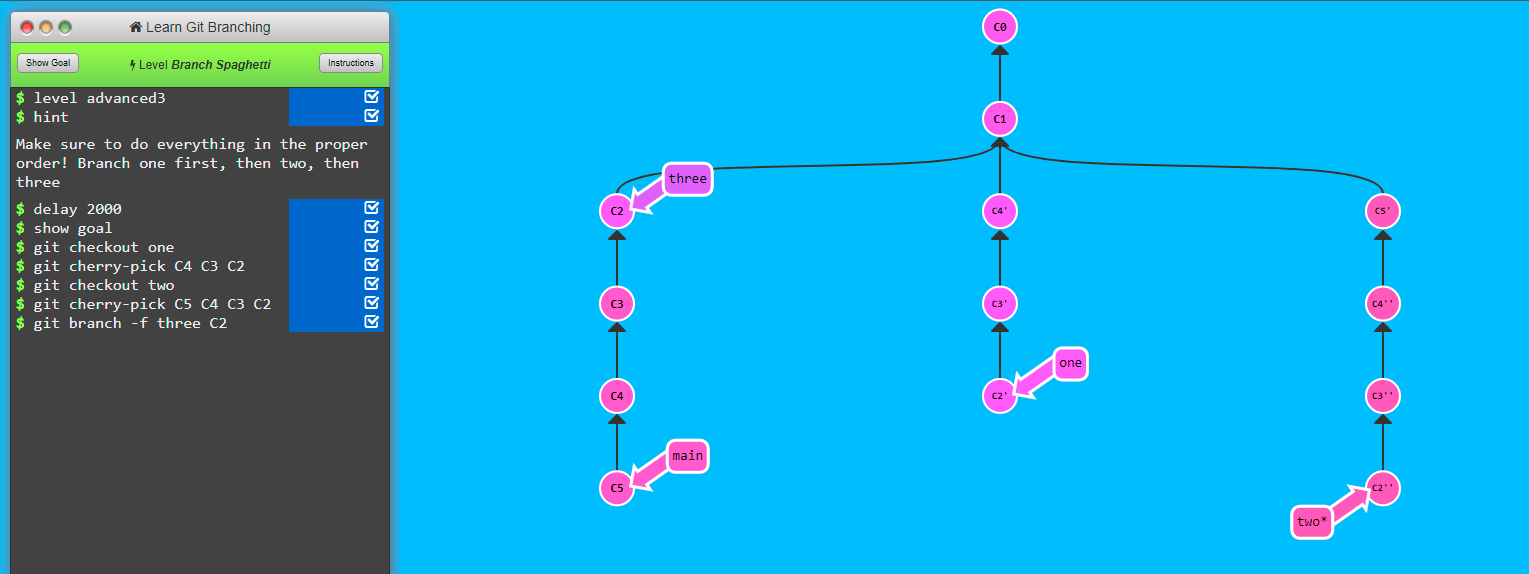 Learn Git Branching
Show Goal
Level Branch Spaghetti
Instructions
$ level advanced3
$ hint
Make sure to do everything in the proper
order! Branch one first, then two, then
three
$ delay 2000
$ show goal
$ git checkout one
$ git cherry-pick C4 C3 C2
$ git checkout two
$ git cherry-pick C5 C4 C3 C2
$ git branch -f three C2
C0
C1
three
C2
C4'
C5'
C3
C3'
C4''
one
C4
C2'
C3''
main
C5
C2''
two*